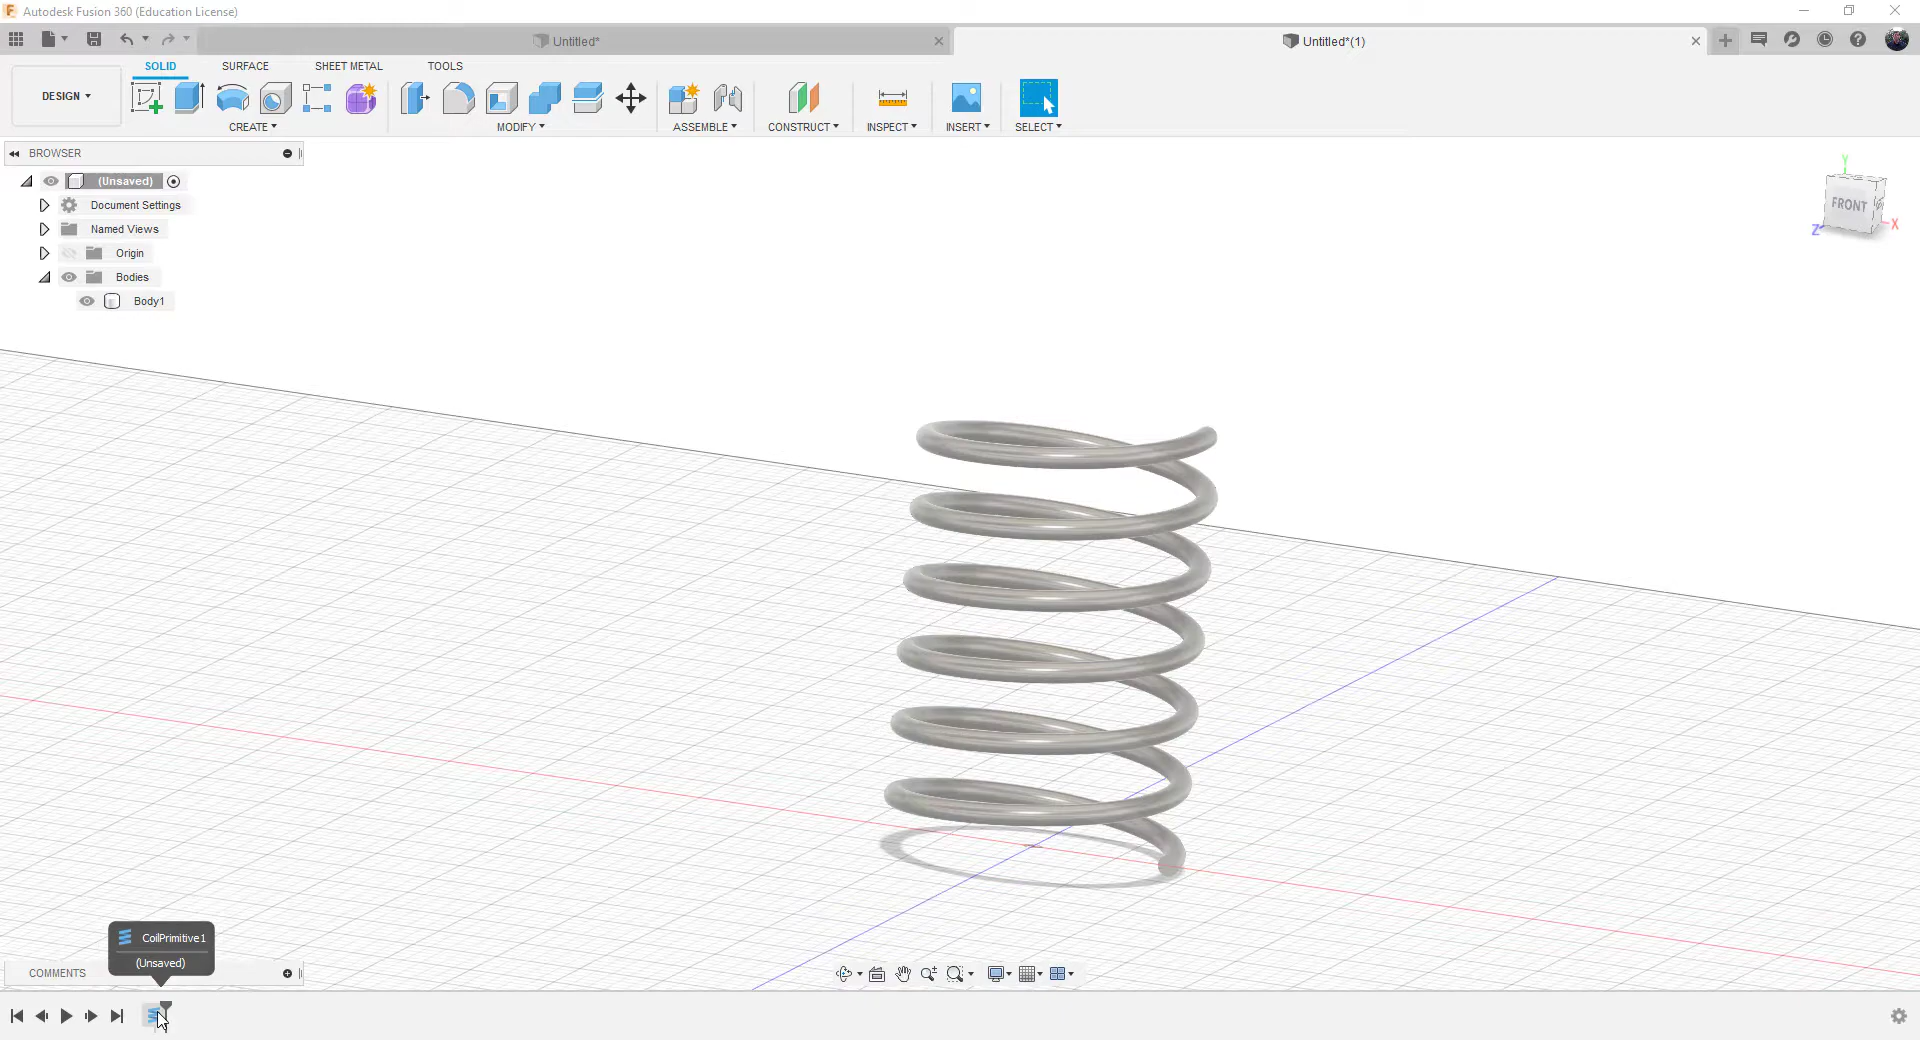 Autodesk Fusion 360 (Education License)
Untitled*
Untitled*(1)
SOLID
SURFACE
SHEET METAL
TOOLS
DESIGN
CREATE
MODIFY
ASSEMBLE
CONSTRUCT
INSPECT
INSERT
SELECT
BROWSER
(Unsaved)
Document Settings
Named Views
Origin
Bodies
Body1
Y
FRONT
X
Z
CoilPrimitive1
(Unsaved)
COMMENTS